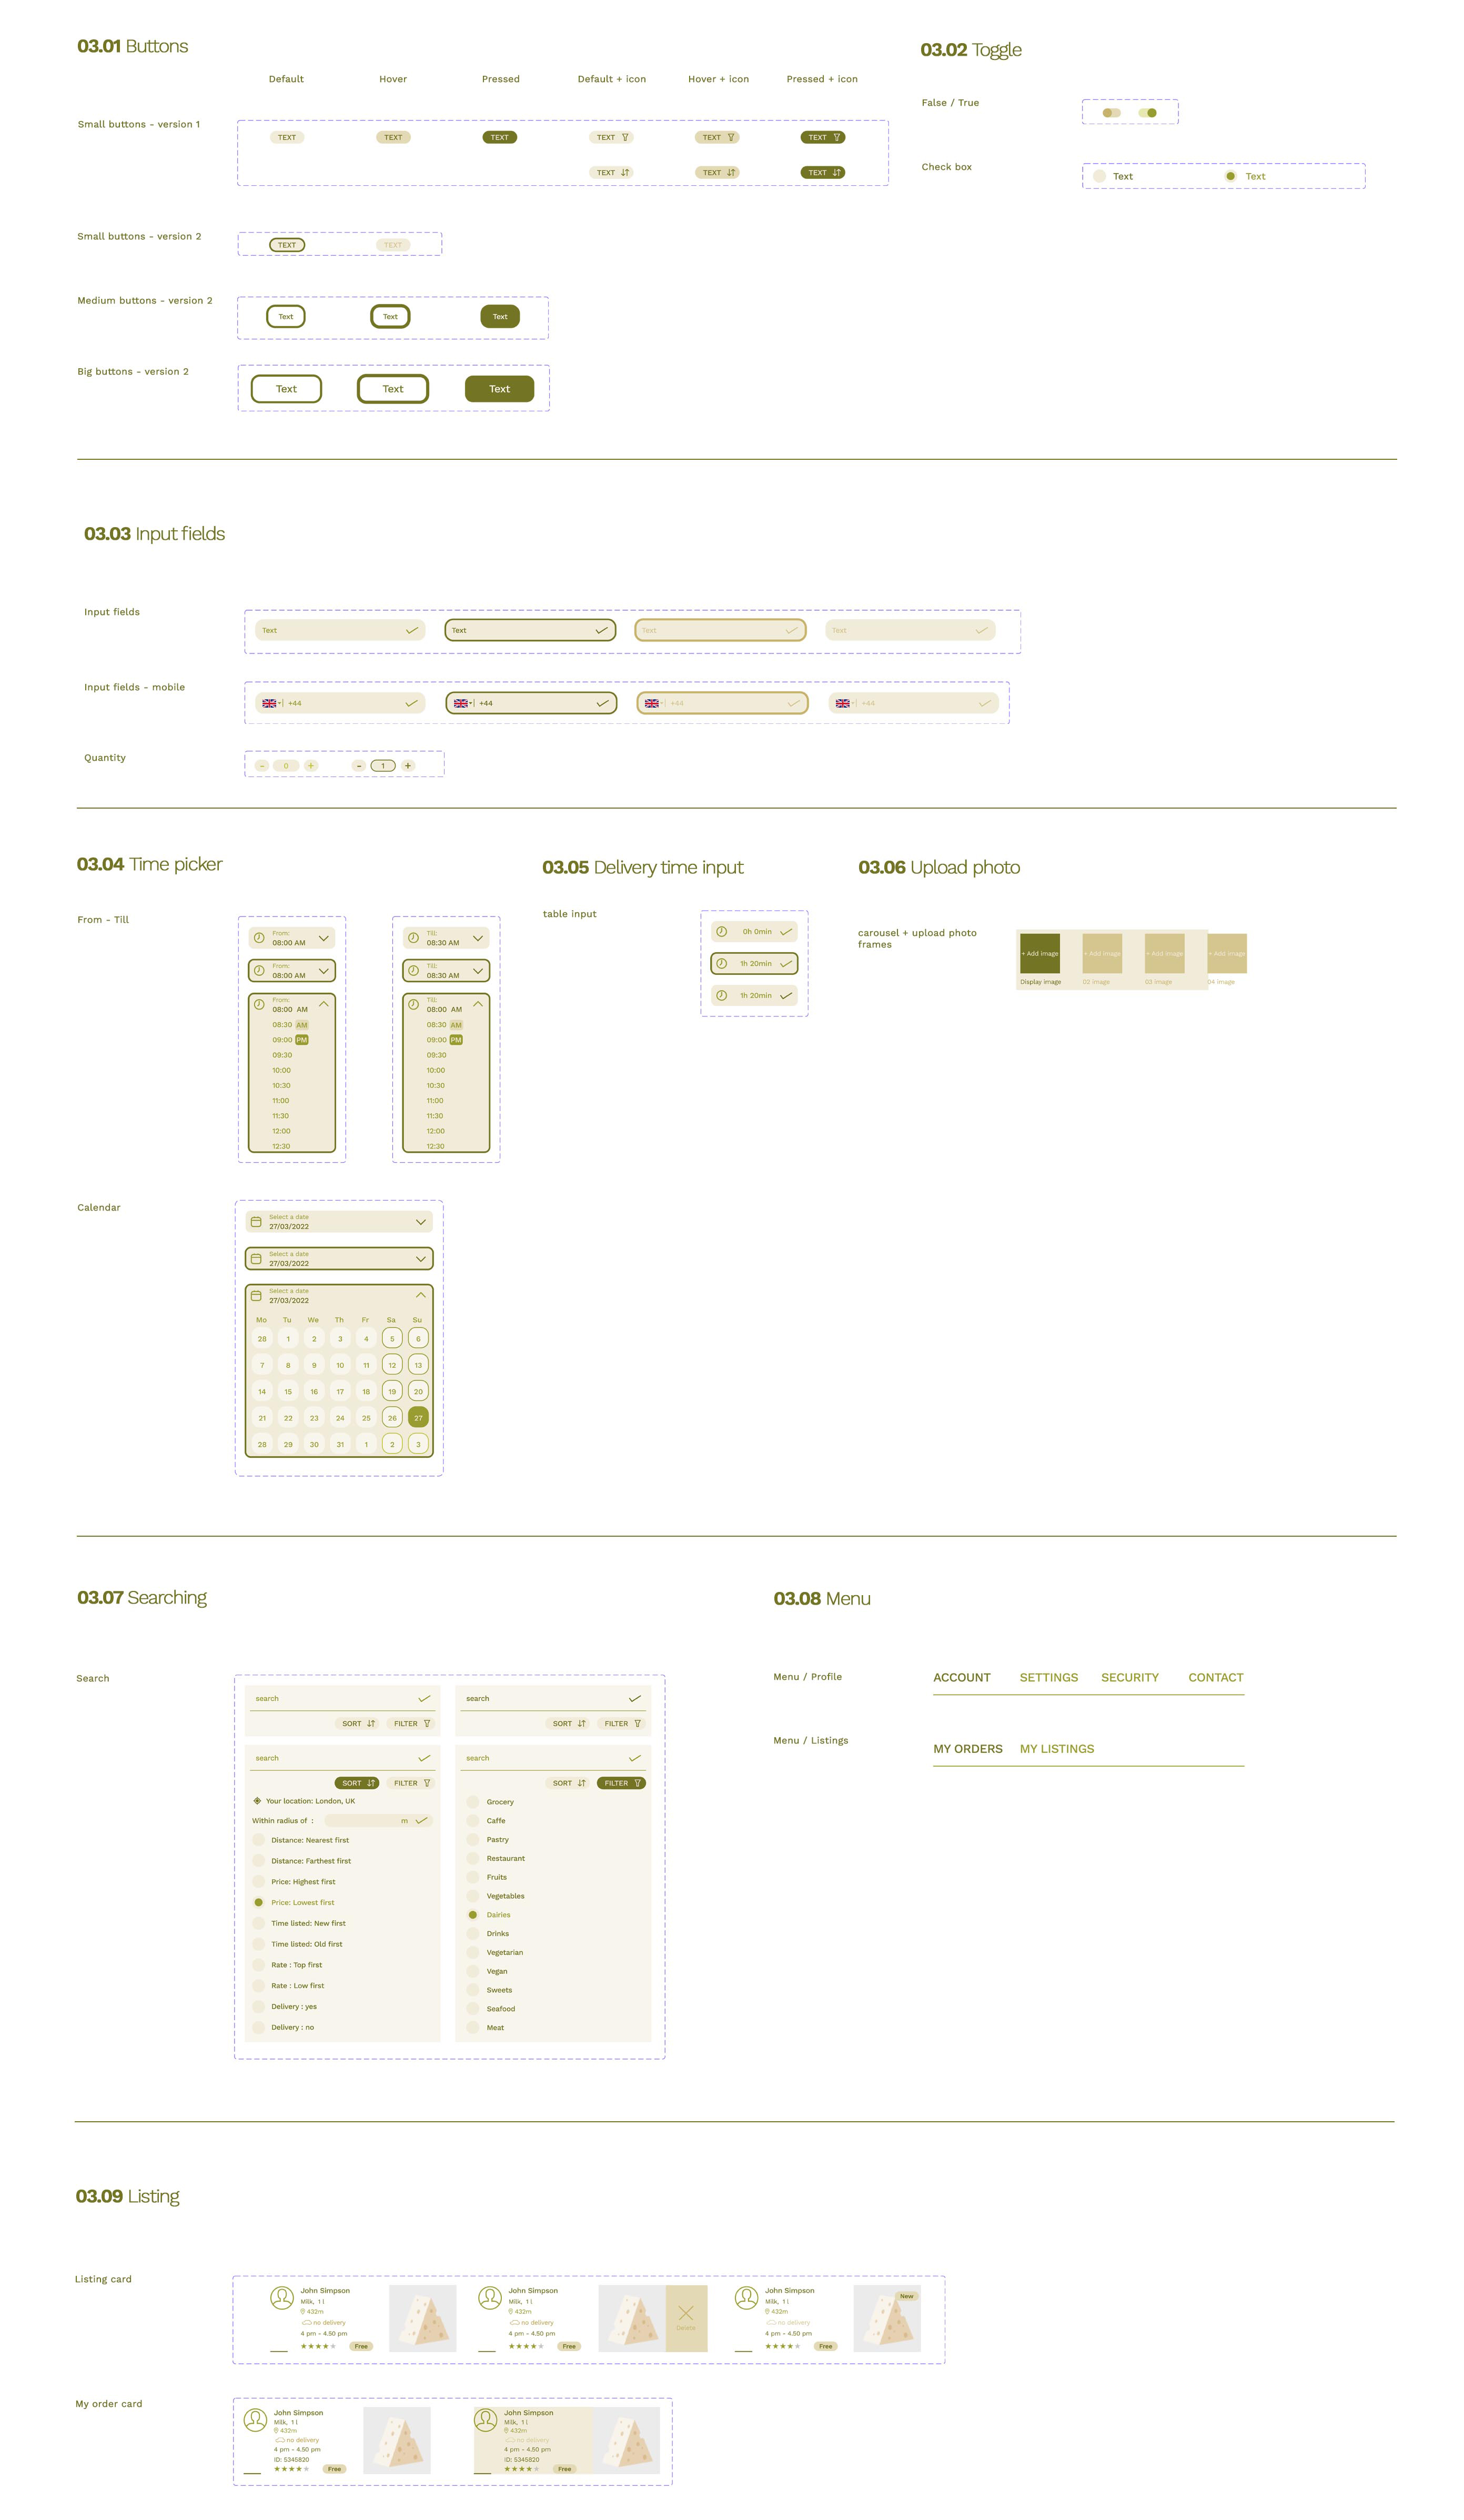 03.01 Buttons
Default Hover Pressed Default + icon Hover + icon Pressed + icon
Small buttons - version 1
TEXT TEXT TEXT TEXT TEXT TEXT
TEXT TEXT TEXT
Small buttons - version 2
TEXT TEXT
Medium buttons - version 2
Text Text Text
Big buttons - version 2
Text Text Text
03.02 Toggle
False / True
Check box
Text Text
03.03 Input fields
Input fields
Text Text Text Text
Input fields - mobile
+44 +44 +44 +44
Quantity
- 0 + - 1 +
03.04 Time picker
From - Till
From:
08:00 AM
From:
08:00 AM
From:
08:00 AM
08:30 AM
09:00 PM
09:30
10:00
10:30
11:00
11:30
12:00
12:30
Till:
08:30 AM
Till:
08:30 AM
Till:
08:00 AM
08:30 AM
09:00 PM
09:30
10:00
10:30
11:00
11:30
12:00
12:30
Calendar
Select a date
27/03/2022
Select a date
27/03/2022
Select a date
27/03/2022
Mo Tu We Th Fr Sa Su
28 1 2 3 4 5 6
7 8 9 10 11 12 13
14 15 16 17 18 19 20
21 22 23 24 25 26 27
28 29 30 31 1 2 3
03.05 Delivery time input
table input
0h 0min
1h 20min
1h 20min
03.06 Upload photo
carousel + upload photo
frames
+ Add image + Add image + Add image + Add image
Display image 02 image 03 image 04 image
03.07 Searching
Search
search
SORT FILTER
search
SORT FILTER
search
SORT FILTER
Your location: London, UK
Within radius of : m
Distance: Nearest first
Distance: Farthest first
Price: Highest first
Price: Lowest first
Time listed: New first
Time listed: Old first
Rate : Top first
Rate : Low first
Delivery : yes
Delivery : no
search
SORT FILTER
Grocery
Caffe
Pastry
Restaurant
Fruits
Vegetables
Dairies
Drinks
Vegetarian
Vegan
Sweets
Seafood
Meat
03.08 Menu
Menu / Profile
ACCOUNT SETTINGS SECURITY CONTACT
Menu / Listings
MY ORDERS MY LISTINGS
03.09 Listing
Listing card
John Simpson
Milk, 1 l
432m
no delivery
4 pm - 4.50 pm
Free
John Simpson
Milk, 1 l
432m
no delivery
4 pm - 4.50 pm
Free
Delete
John Simpson
Milk, 1 l
432m
no delivery
4 pm - 4.50 pm
Free
New
My order card
John Simpson
Milk, 1 l
432m
no delivery
4 pm - 4.50 pm
ID: 5345820
Free
John Simpson
Milk, 1 l
432m
no delivery
4 pm - 4.50 pm
ID: 5345820
Free